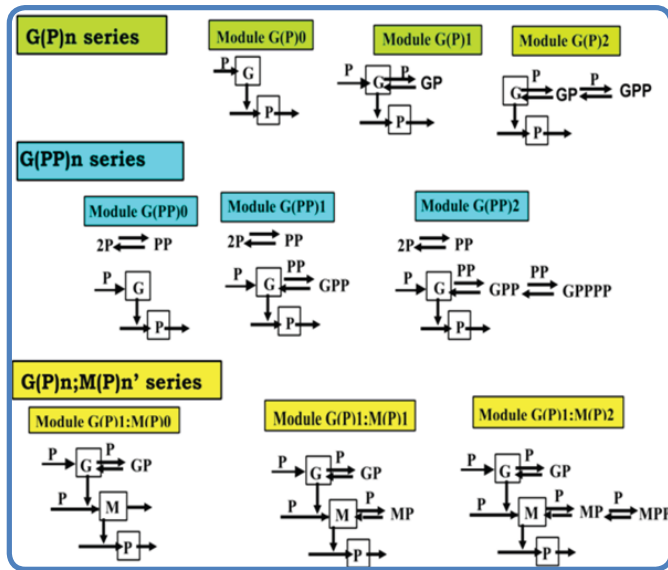 G(P)n series
Module G(P)0
Module G(P)1
Module G(P)2
P G
P
P G P GP
P
G P GP P GPP
P
G(PP)n series
Module G(PP)0
Module G(PP)1
Module G(PP)2
2P PP
2P PP
2P PP
P G
P
P G PP GPP
P
P G PP GPP PP GPPPP
P
G(P)n;M(P)n' series
Module G(P)1:M(P)0
Module G(P)1:M(P)1
Module G(P)1:M(P)2
P G P GP
P M
P
P G P GP
P M P MP
P
P G P GP
P M P MP P MPP
P